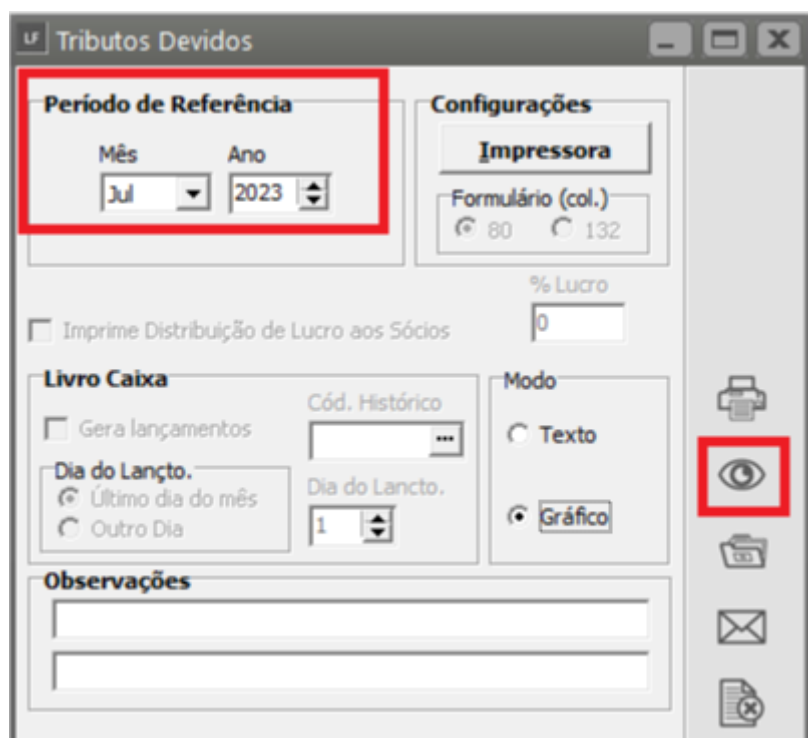 LF Tributos Devidos
Período de Referência
Mês Ano
Jul 2023
Configurações
Impressora
Formulário (col.)
80 132
% Lucro
Imprime Distribuição de Lucro aos Sócios 0
Livro Caixa
Gera lançamentos
Cód. Histórico
...
Dia do Lançto.
Último dia do mês
Outro Dia
Dia do Lancto.
1
Modo
Texto
Gráfico
Observações